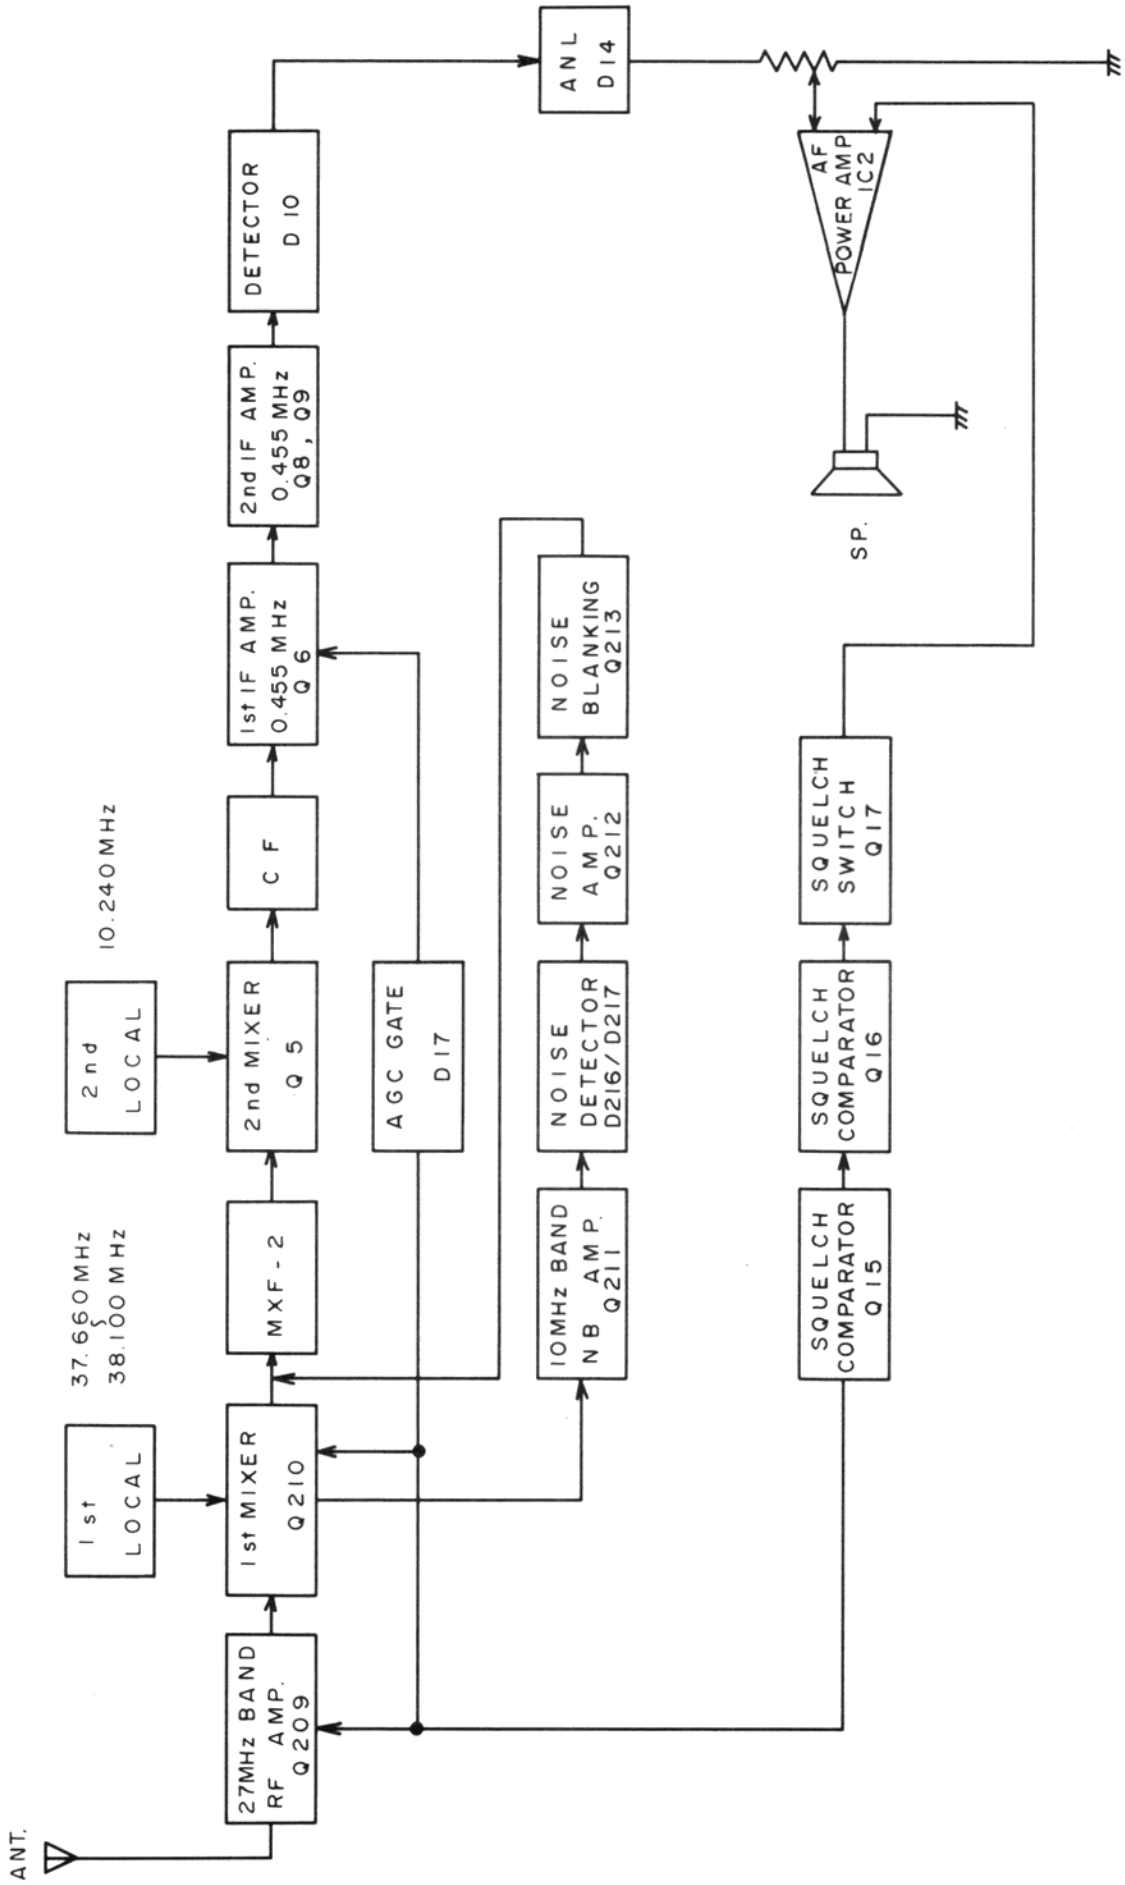 ANT.
27MHz BAND
RF AMP.
Q209
1st
LOCAL
37.660MHz
∫
38.100MHz
1st MIXER
Q210
MXF-2
2nd
LOCAL
10.240MHz
2nd MIXER
Q5
CF
1st IF AMP.
0.455MHz
Q6
2nd IF AMP.
0.455MHz
Q8, Q9
DETECTOR
D10
AGC GATE
D17
10MHz BAND
NB AMP.
Q211
NOISE
DETECTOR
D216/D217
NOISE
AMP.
Q212
NOISE
BLANKING
Q213
ANL
D14
SQUELCH
COMPARATOR
Q15
SQUELCH
COMPARATOR
Q16
SQUELCH
SWITCH
Q17
SP.
AF
POWER AMP
IC2